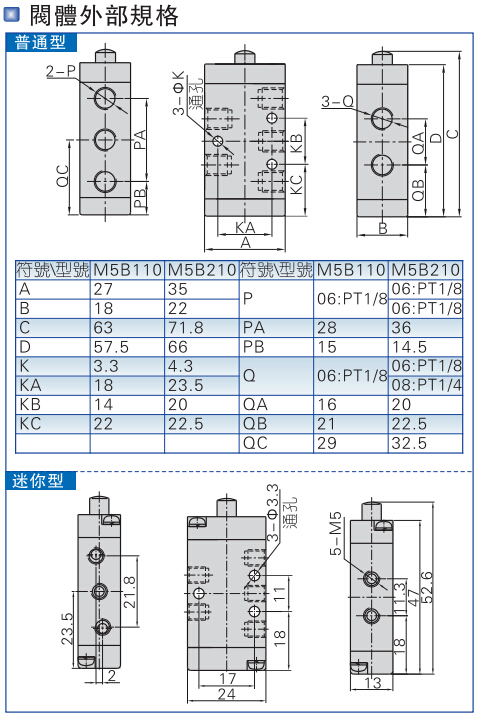 閥體外部規格
普通型
2-P
PA
QC
PB
3-ΦK
通孔
KB
KC
KA
A
3-Q
QA
QB
D
C
B
符號\型號 M5B110 M5B210 符號\型號 M5B110 M5B210
A 27 35 P 06:PT1/8 06:PT1/8
B 18 22 06:PT1/8
C 63 71.8 PA 28 36
D 57.5 66 PB 15 14.5
K 3.3 4.3 Q 06:PT1/8 06:PT1/8
KA 18 23.5 08:PT1/4
KB 14 20 QA 16 20
KC 22 22.5 QB 21 22.5
QC 29 32.5
迷你型
23.5
21.8
2
3-Φ3.3
通孔
11
18
17
24
5-M5
11.3
18
47
52.6
13